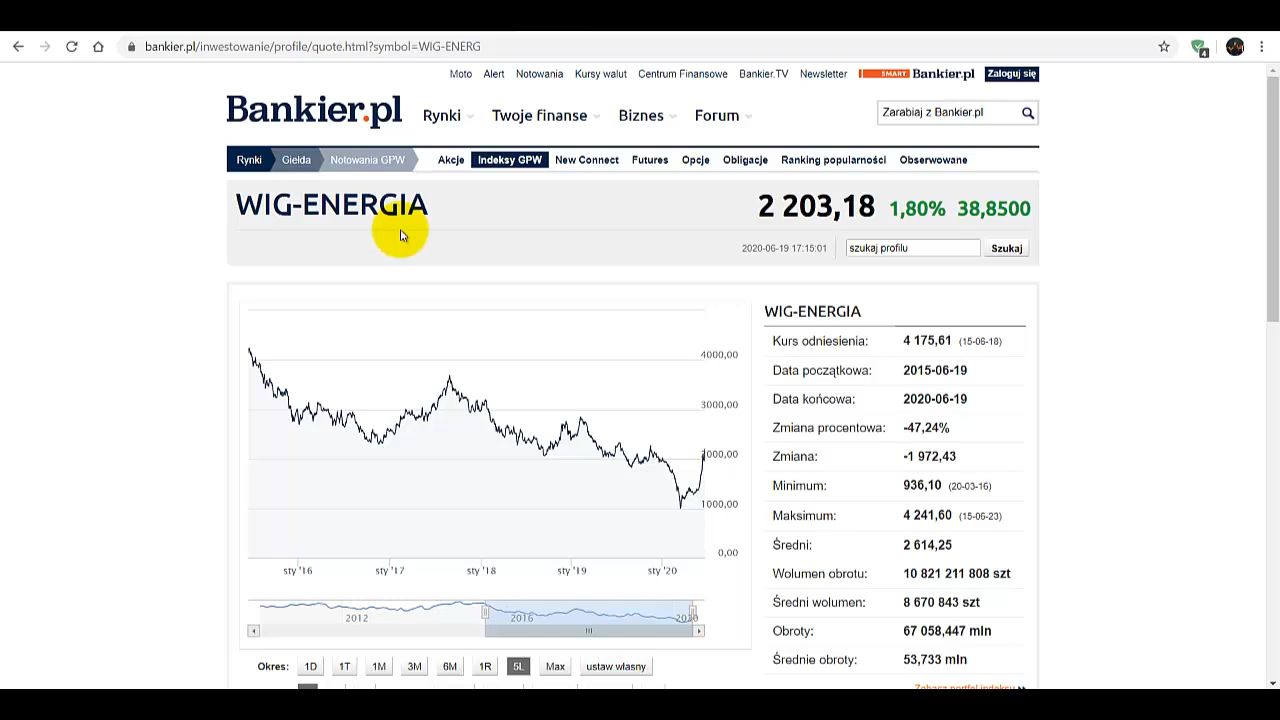 bankier.pl/inwestowanie/profile/quote.html?symbol=WIG-ENERG
4
Moto Alert Notowania Kursy walut Centrum Finansowe Bankier.TV Newsletter SMART Bankier.pl Zaloguj się
Bankier.pl Rynki Twoje finanse Biznes Forum Zarabiaj z Bankier.pl
Rynki Giełda Notowania GPW Akcje Indeksy GPW New Connect Futures Opcje Obligacje Ranking popularności Obserwowane
WIG-ENERGIA 2 203,18 1,80% 38,8500
2020-06-19 17:15:01 szukaj profilu Szukaj
WIG-ENERGIA
Kurs odniesienia: 4 175,61 (15-06-18)
Data początkowa: 2015-06-19
Data końcowa: 2020-06-19
Zmiana procentowa: -47,24%
Zmiana: -1 972,43
Minimum: 936,10 (20-03-16)
Maksimum: 4 241,60 (15-06-23)
Średni: 2 614,25
Wolumen obrotu: 10 821 211 808 szt
Średni wolumen: 8 670 843 szt
Obroty: 67 058,447 mln
Średnie obroty: 53,733 mln
4000,00
3000,00
2000,00
1000,00
0,00
sty '16 sty '17 sty '18 sty '19 sty '20
2012 2016 2020
Okres: 1D 1T 1M 3M 6M 1R 5L Max ustaw własny
Zobacz portfel indeksu